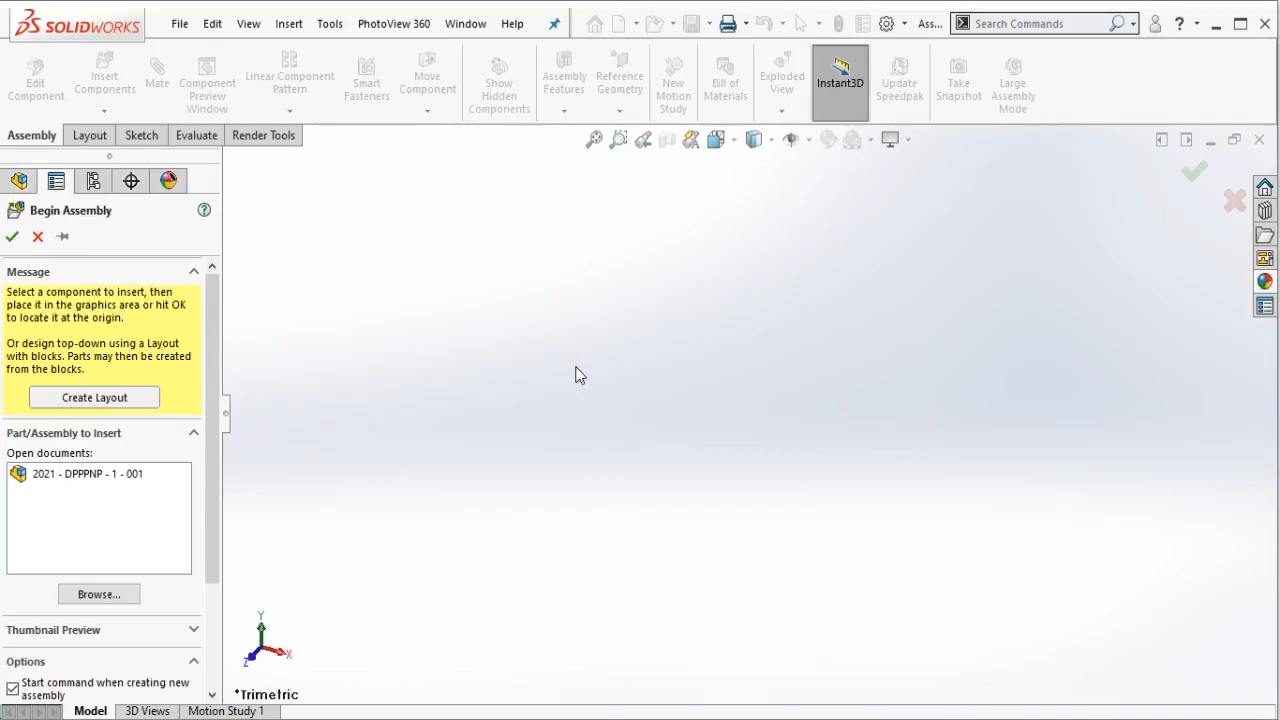 SOLIDWORKS File Edit View Insert Tools PhotoView 360 Window Help Ass... Search Commands ?
Edit Component
Insert Components
Mate
Component Preview Window
Linear Component Pattern
Smart Fasteners
Move Component
Show Hidden Components
Assembly Features
Reference Geometry
New Motion Study
Bill of Materials
Exploded View
Instant3D
Update Speedpak
Take Snapshot
Large Assembly Mode
Assembly Layout Sketch Evaluate Render Tools
Begin Assembly ?
Message
Select a component to insert, then
place it in the graphics area or hit OK
to locate it at the origin.
Or design top-down using a Layout
with blocks. Parts may then be created
from the blocks.
Create Layout
Part/Assembly to Insert
Open documents:
2021 - DPPPNP - 1 - 001
Browse...
Thumbnail Preview
Options
Start command when creating new
assembly
Y
X
Z
*Trimetric
Model 3D Views Motion Study 1